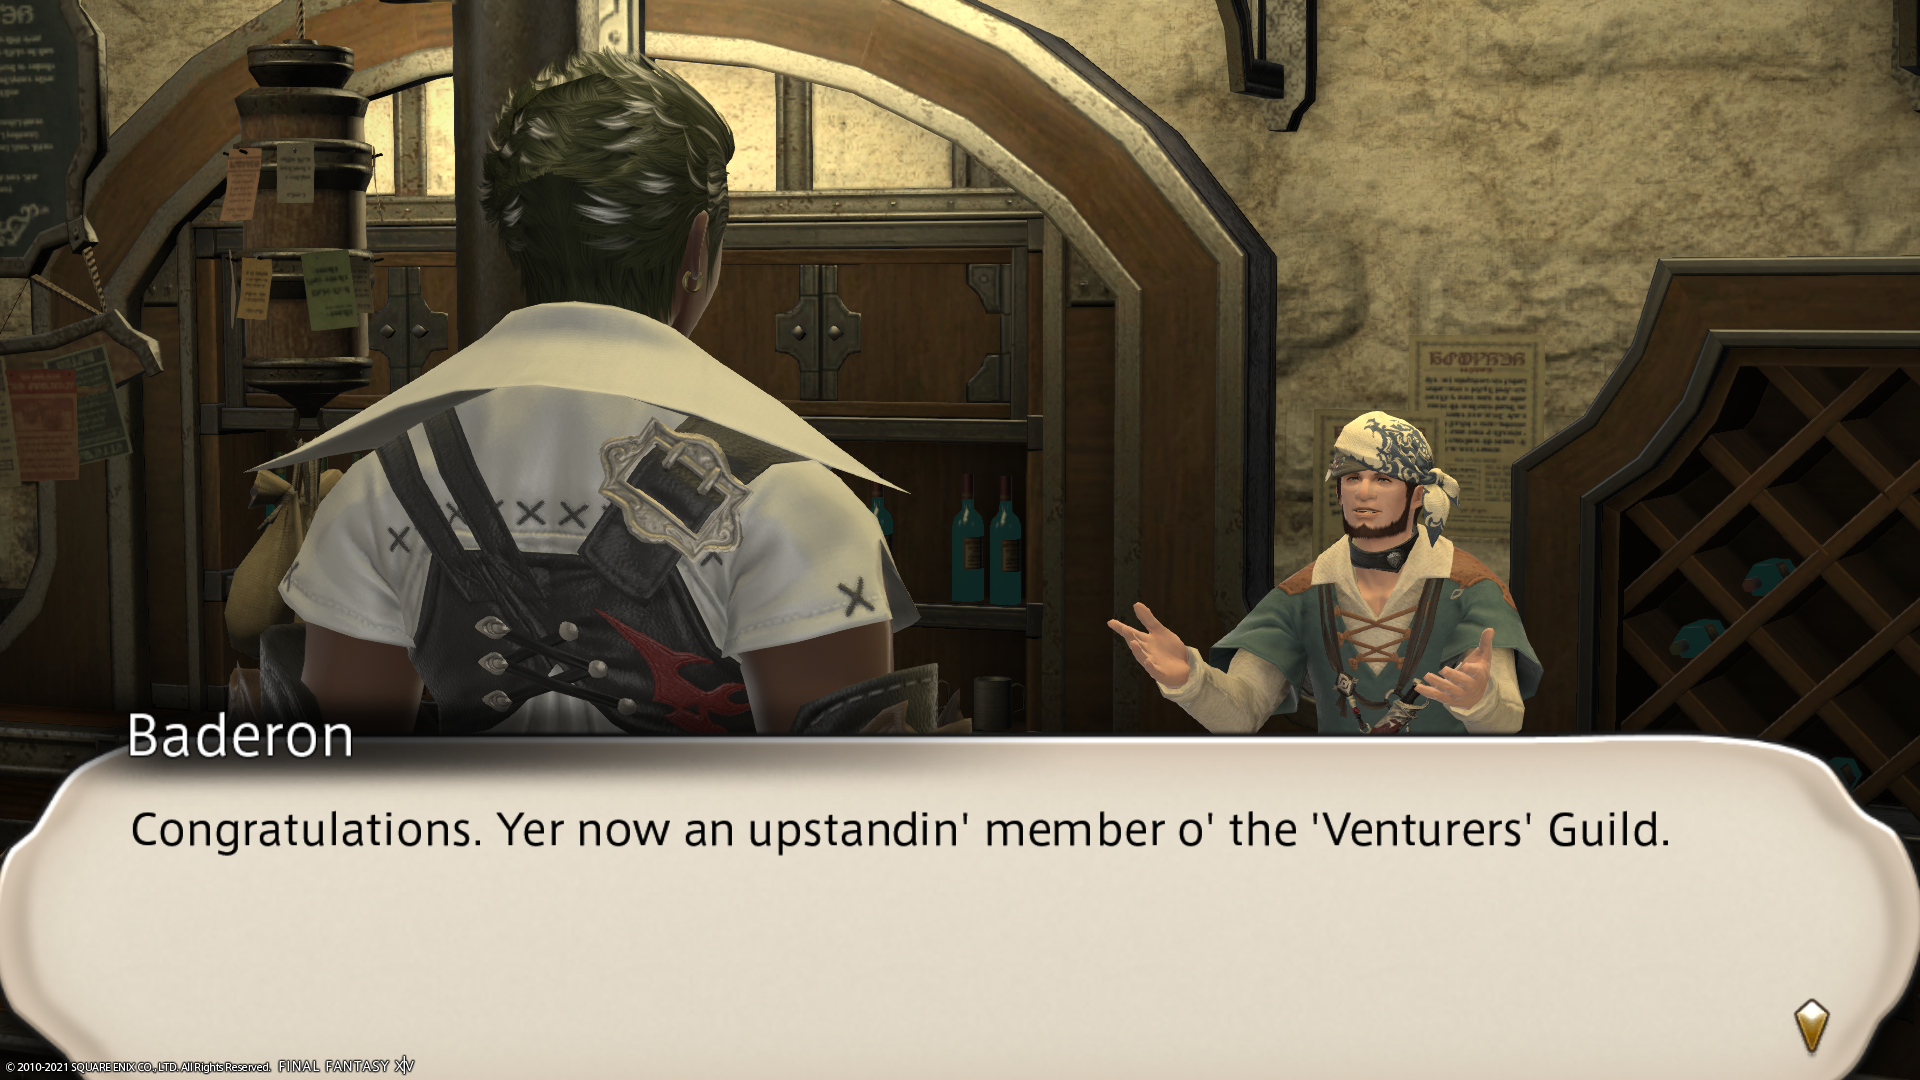 Baderon
Congratulations. Yer now an upstandin' member o' the 'Venturers' Guild.
© 2010-2021 SQUARE ENIX CO., LTD. All Rights Reserved. FINAL FANTASY XIV